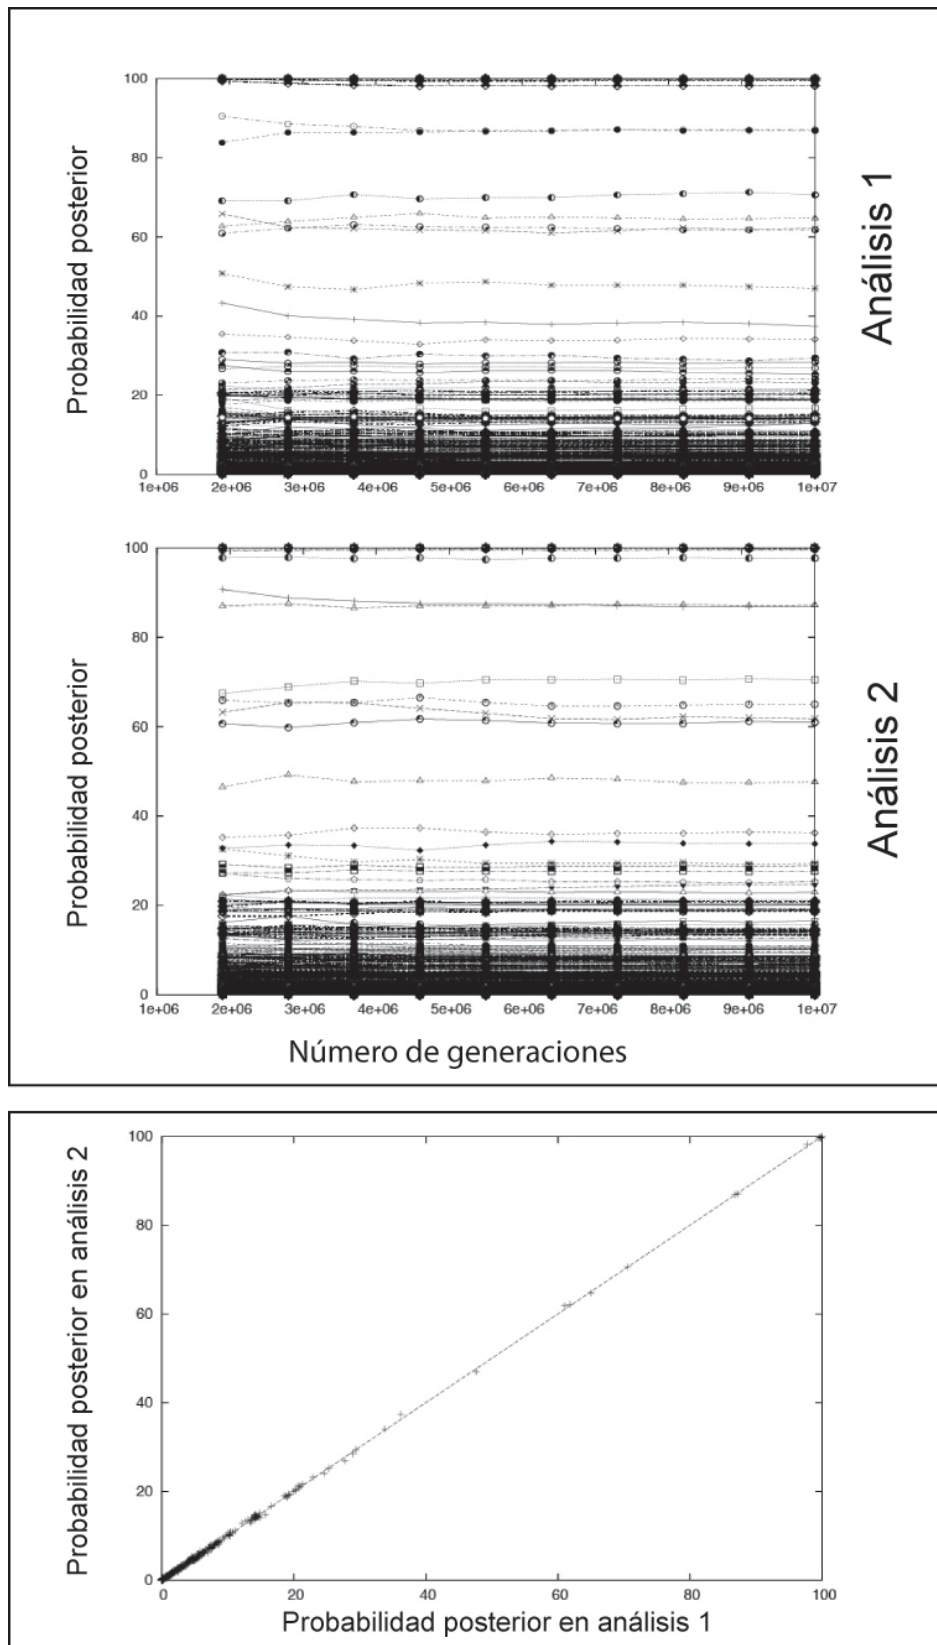 100
80
60
40
20
0
Probabilidad posterior
Análisis 1
1e+06 2e+06 3e+06 4e+06 5e+06 6e+06 7e+06 8e+06 9e+06 1e+07
100
80
60
40
20
0
Probabilidad posterior
Análisis 2
1e+06 2e+06 3e+06 4e+06 5e+06 6e+06 7e+06 8e+06 9e+06 1e+07
Número de generaciones
100
80
60
40
20
0
Probabilidad posterior en análisis 2
0 20 40 60 80 100
Probabilidad posterior en análisis 1